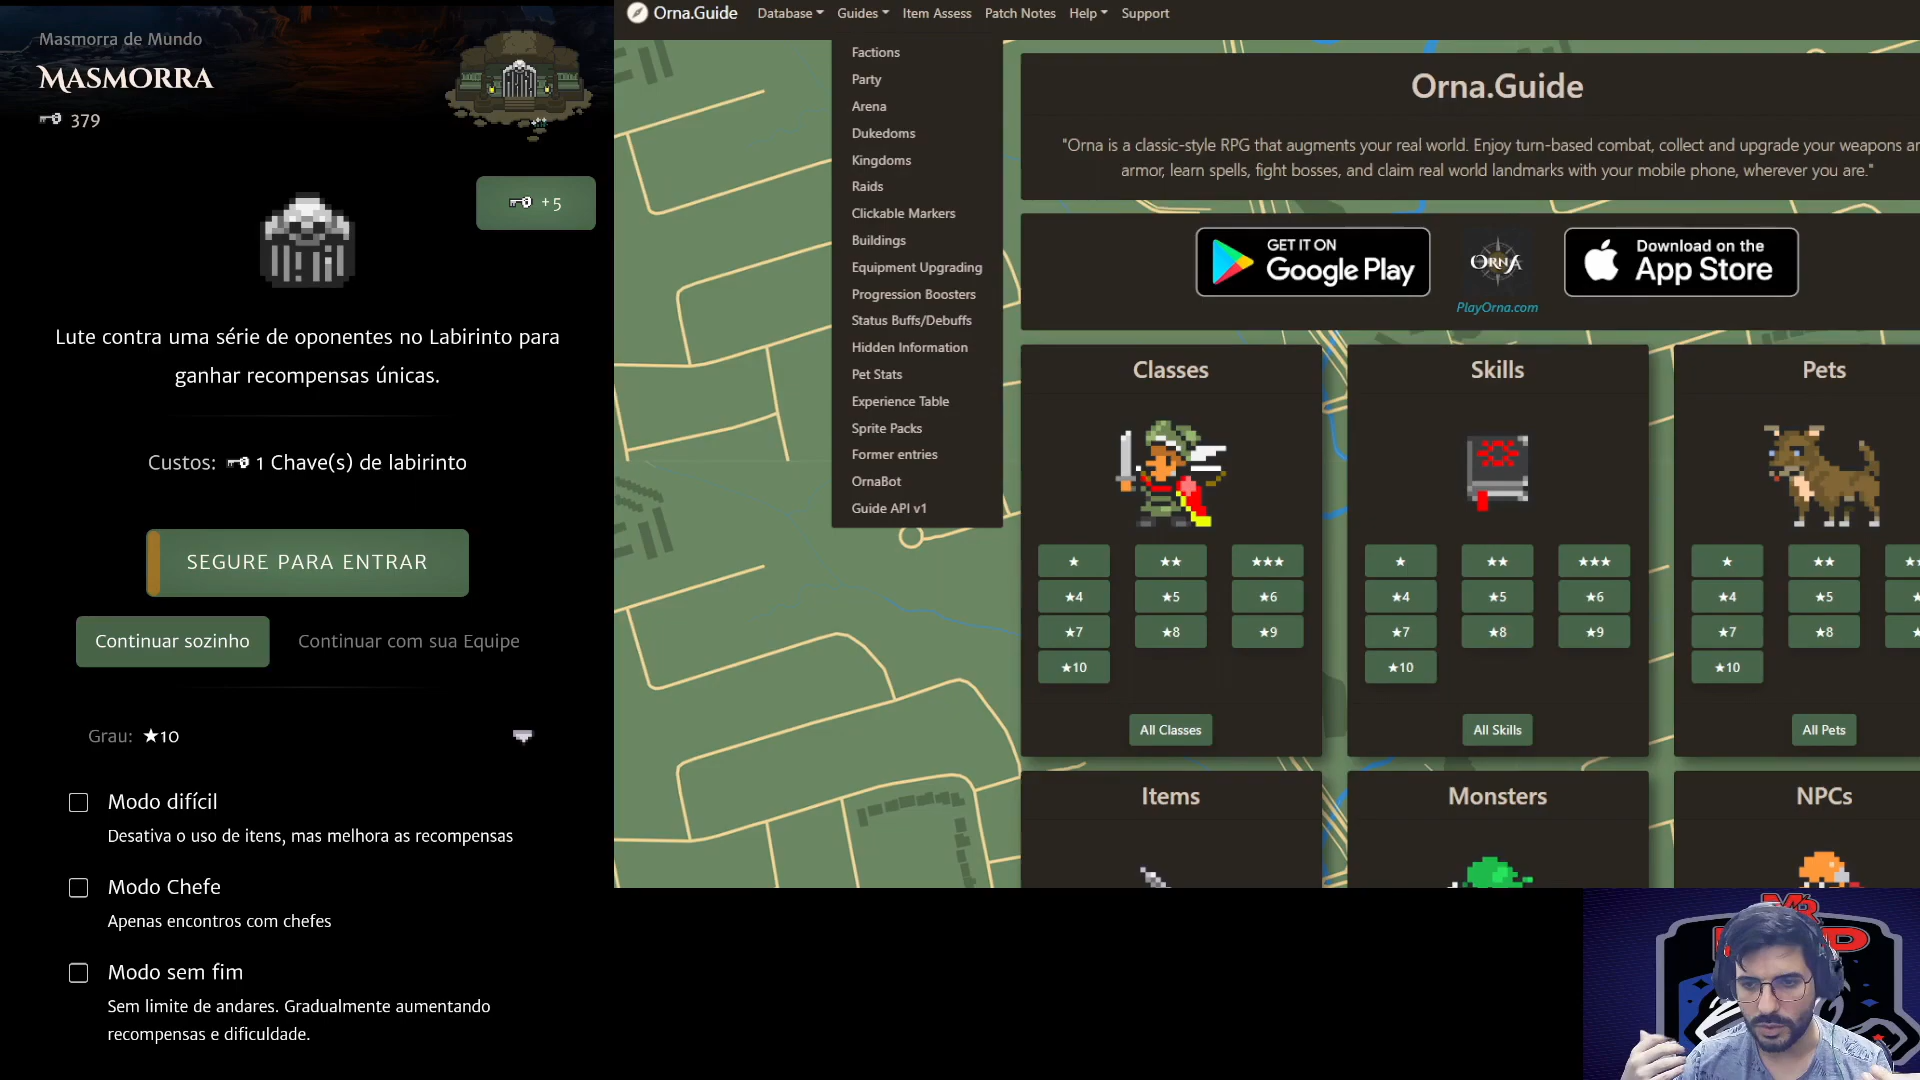 Masmorra de Mundo
MASMORRA
379
+5
Lute contra uma série de oponentes no Labirinto para
ganhar recompensas únicas.
Custos: 1 Chave(s) de labirinto
SEGURE PARA ENTRAR
Continuar sozinho
Continuar com sua Equipe
Grau: ★10
Modo difícil
Desativa o uso de itens, mas melhora as recompensas
Modo Chefe
Apenas encontros com chefes
Modo sem fim
Sem limite de andares. Gradualmente aumentando
recompensas e dificuldade.
Orna.Guide Database Guides Item Assess Patch Notes Help Support
Factions
Party
Arena
Dukedoms
Kingdoms
Raids
Clickable Markers
Buildings
Equipment Upgrading
Progression Boosters
Status Buffs/Debuffs
Hidden Information
Pet Stats
Experience Table
Sprite Packs
Former entries
OrnaBot
Guide API v1
Orna.Guide
"Orna is a classic-style RPG that augments your real world. Enjoy turn-based combat, collect and upgrade your weapons
armor, learn spells, fight bosses, and claim real world landmarks with your mobile phone, wherever you are."
GET IT ON
Google Play
ORNA
PlayOrna.com
Download on the
App Store
Classes
★ ★★ ★★★
★4 ★5 ★6
★7 ★8 ★9
★10
All Classes
Skills
★ ★★ ★★★
★4 ★5 ★6
★7 ★8 ★9
★10
All Skills
Pets
★ ★★
★4 ★5
★7 ★8
★10
All Pets
Items
Monsters
NPCs